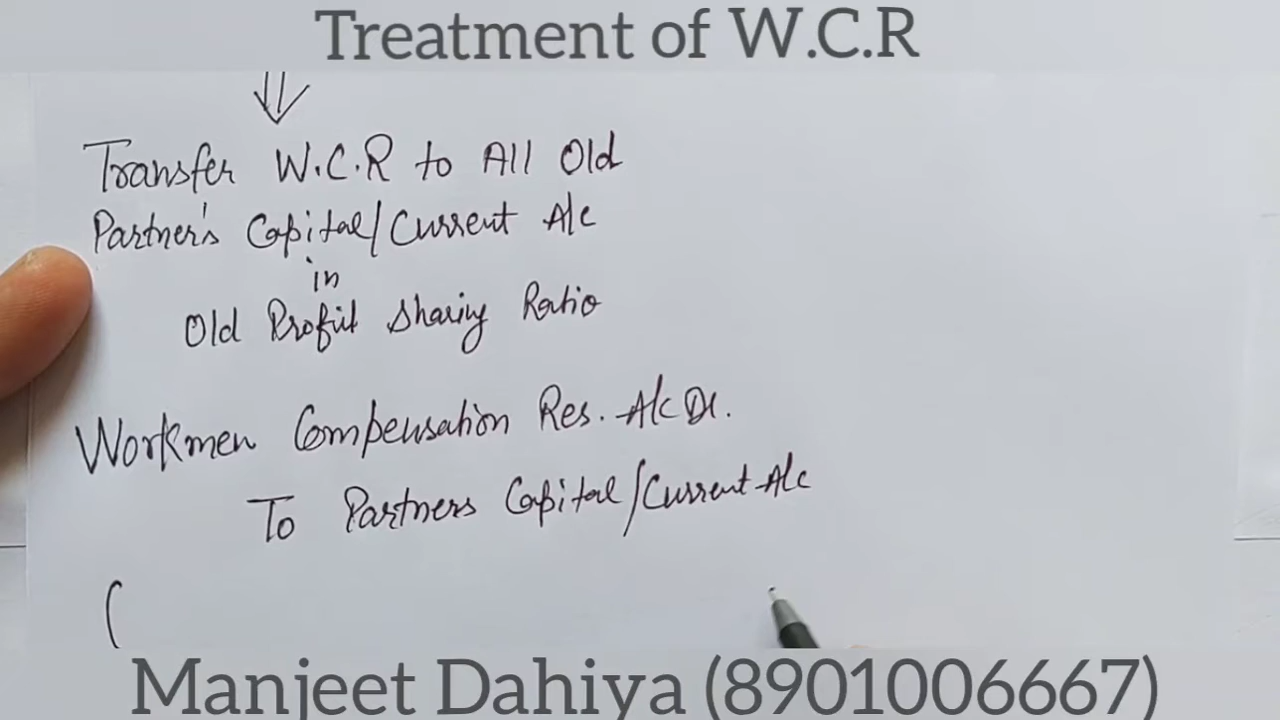 Treatment of W.C.R
Transfer W.C.R to All Old
Partner's Capital/Current A/c
in
Old Profit Sharing Ratio
Workmen Compensation Res. A/c Dr.
To Partners Capital/Current A/c
(
Manjeet Dahiya (8901006667)